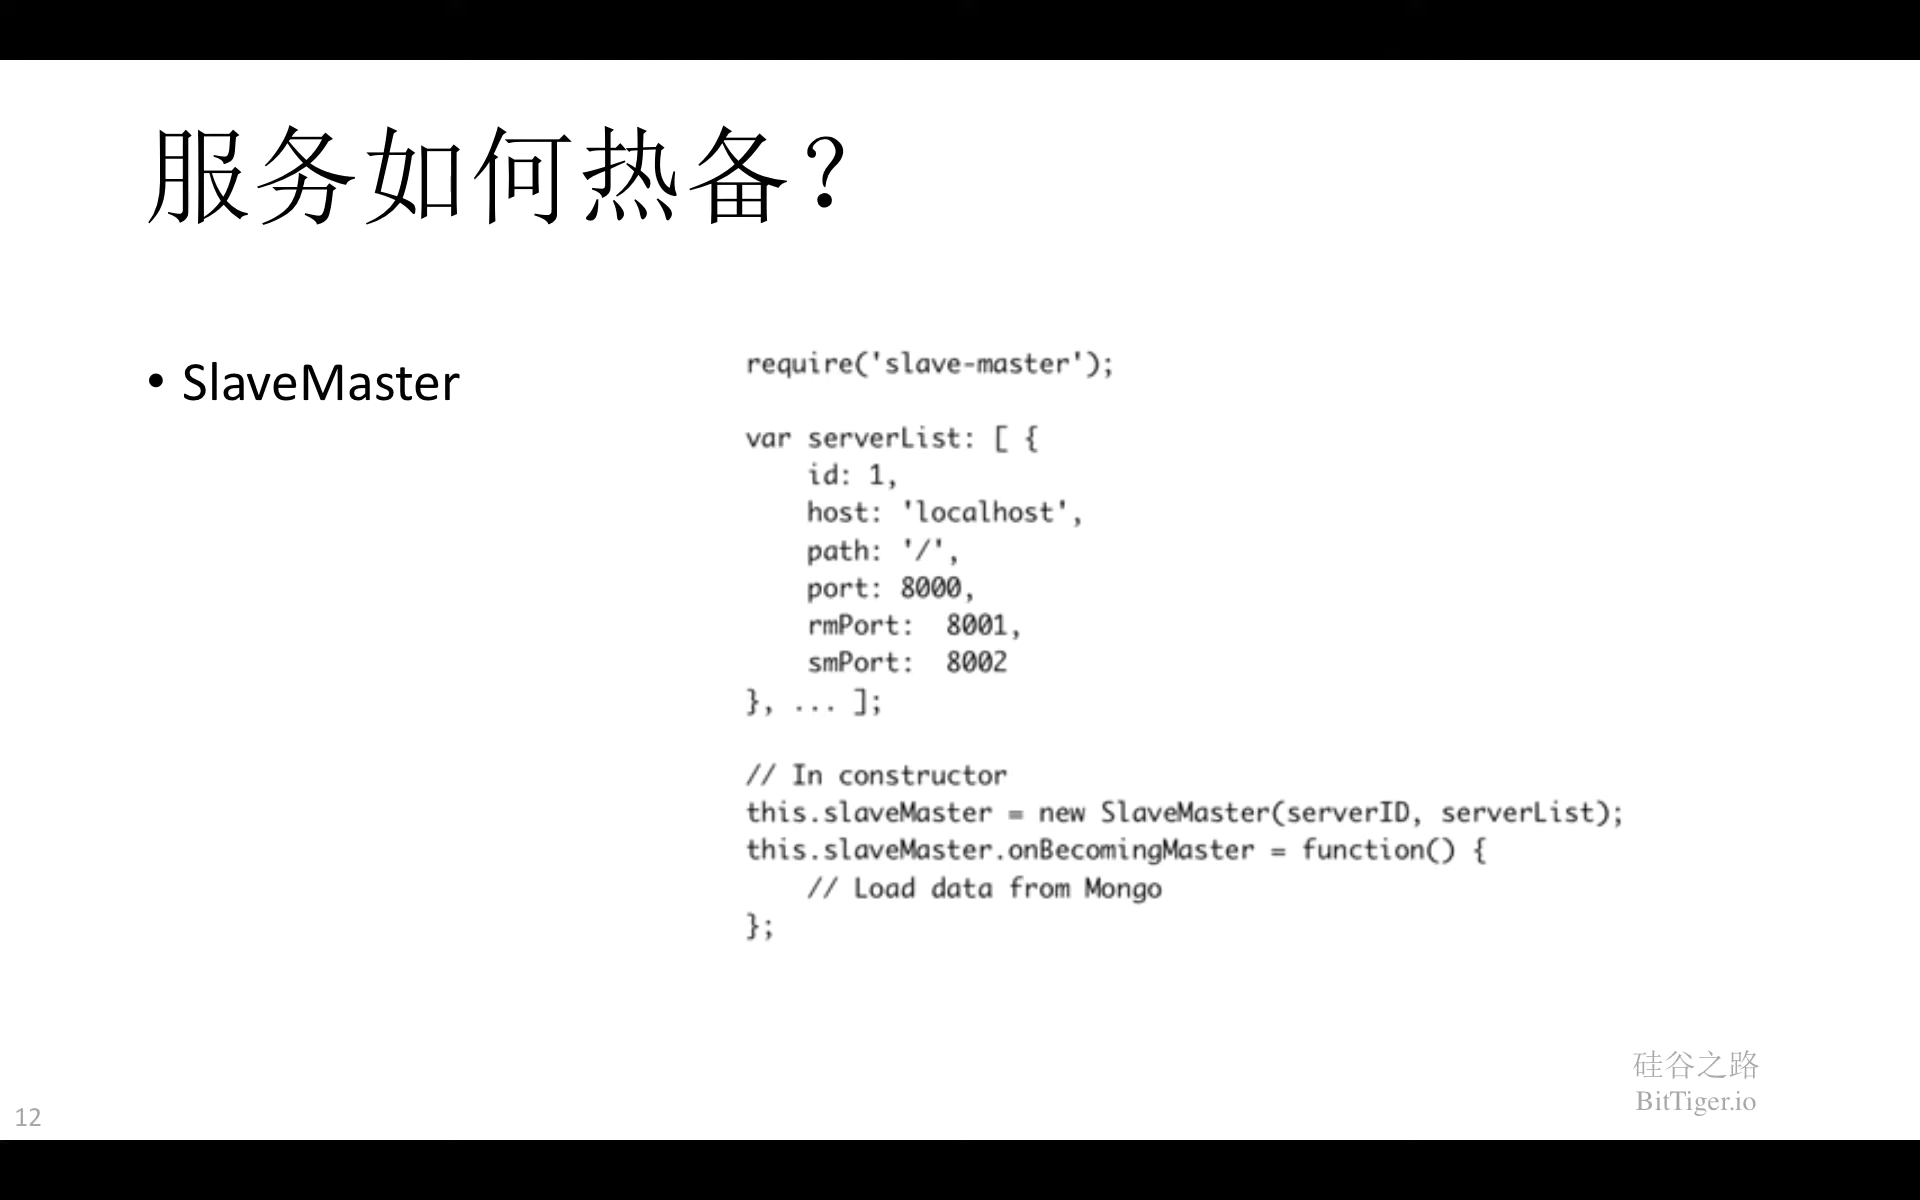 服务如何热备？
• SlaveMaster
require('slave-master');
var serverList: [ {
    id: 1,
    host: 'localhost',
    path: '/',
    port: 8000,
    rmPort:  8001,
    smPort:  8002
}, ... ];
// In constructor
this.slaveMaster = new SlaveMaster(serverID, serverList);
this.slaveMaster.onBecomingMaster = function() {
    // Load data from Mongo
};
硅谷之路
BitTiger.io
12